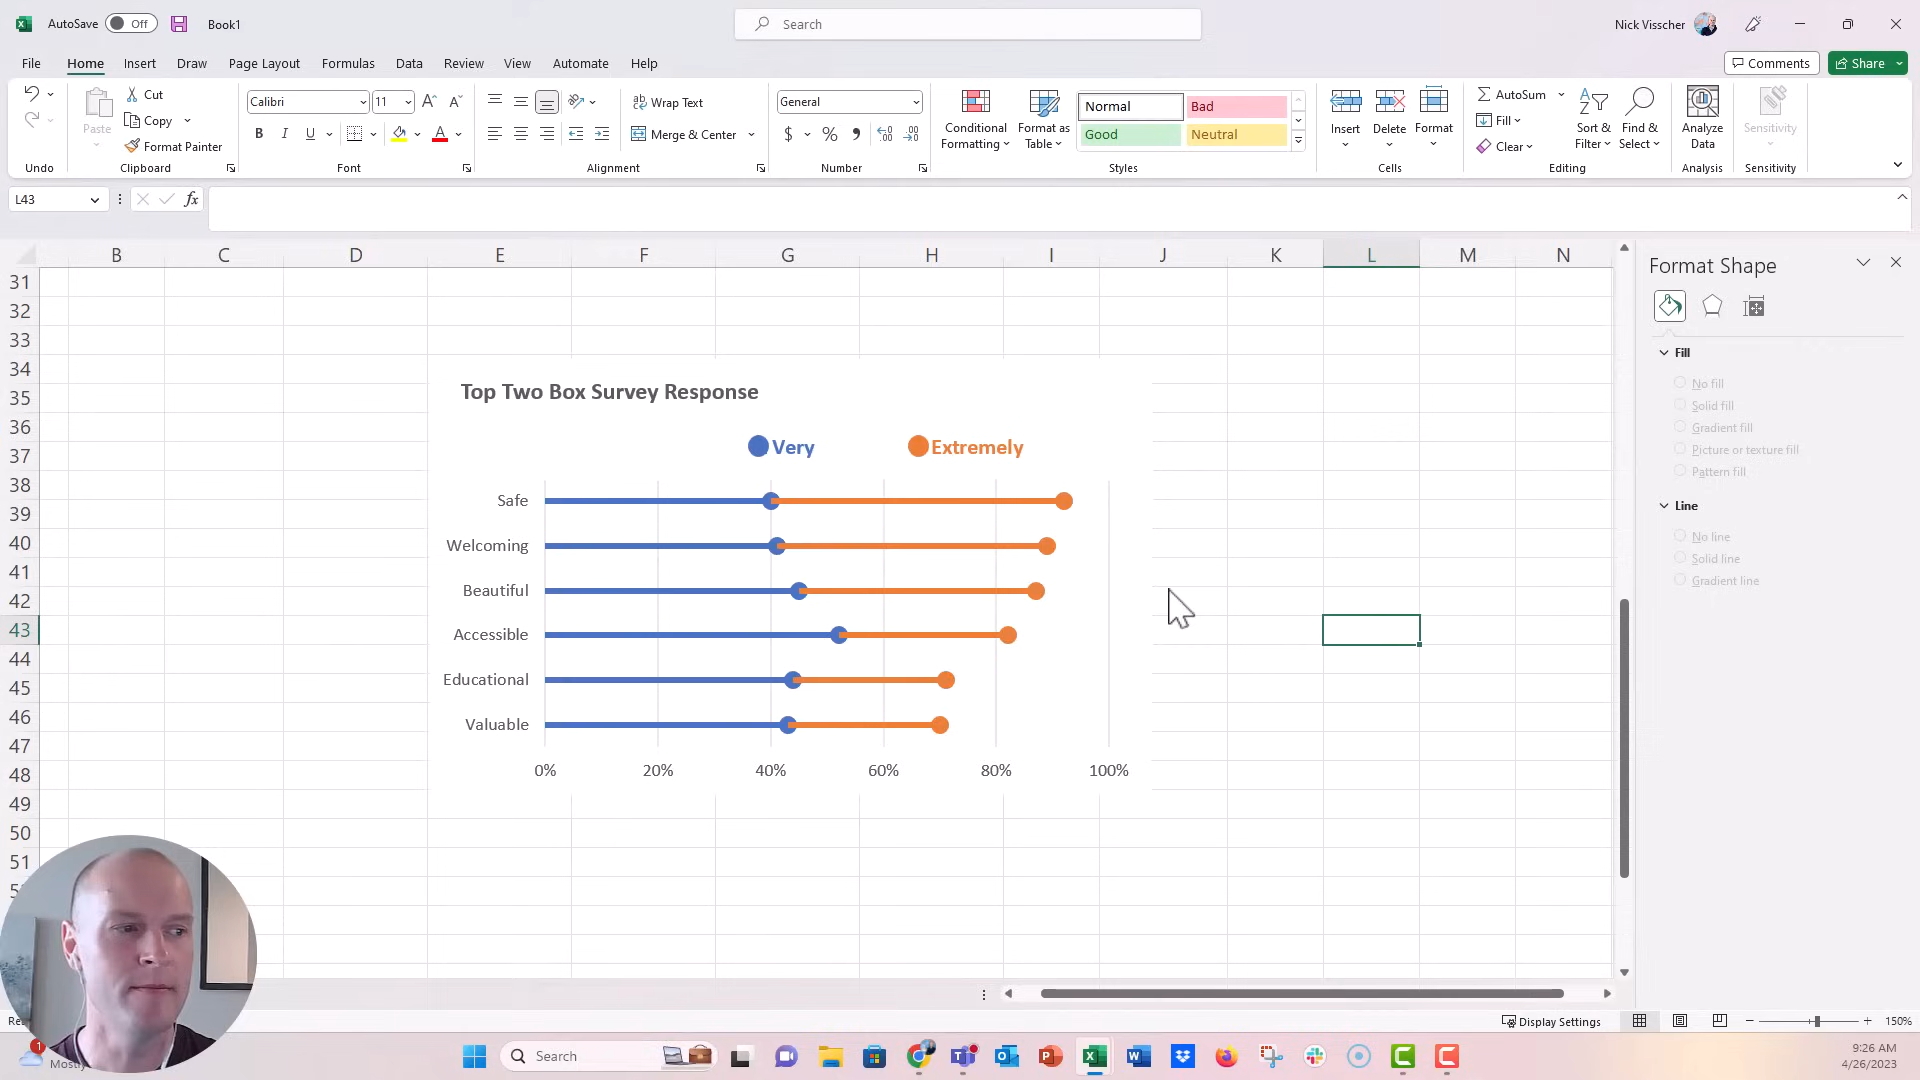 AutoSave Off Book1 Search Nick Visscher
File Home Insert Draw Page Layout Formulas Data Review View Automate Help Comments Share
Paste Cut Copy Format Painter
Calibri 11 B I U A
Wrap Text Merge & Center
General $ % ,
Conditional Formatting Format as Table
Normal Bad
Good Neutral
Insert Delete Format
AutoSum Fill Clear
Sort & Filter Find & Select
Analyze Data Sensitivity
Undo Clipboard Font Alignment Number Styles Cells Editing Analysis Sensitivity
L43 fx
B C D E F G H I J K L M N
31
32
33
34
35
36
37
38
39
40
41
42
43
44
45
46
47
48
49
50
51
Top Two Box Survey Response
Very Extremely
Safe
Welcoming
Beautiful
Accessible
Educational
Valuable
0% 20% 40% 60% 80% 100%
Format Shape
Fill
No fill
Solid fill
Gradient fill
Picture or texture fill
Pattern fill
Line
No line
Solid line
Gradient line
Display Settings 150%
1
Search
9:26 AM
4/26/2023